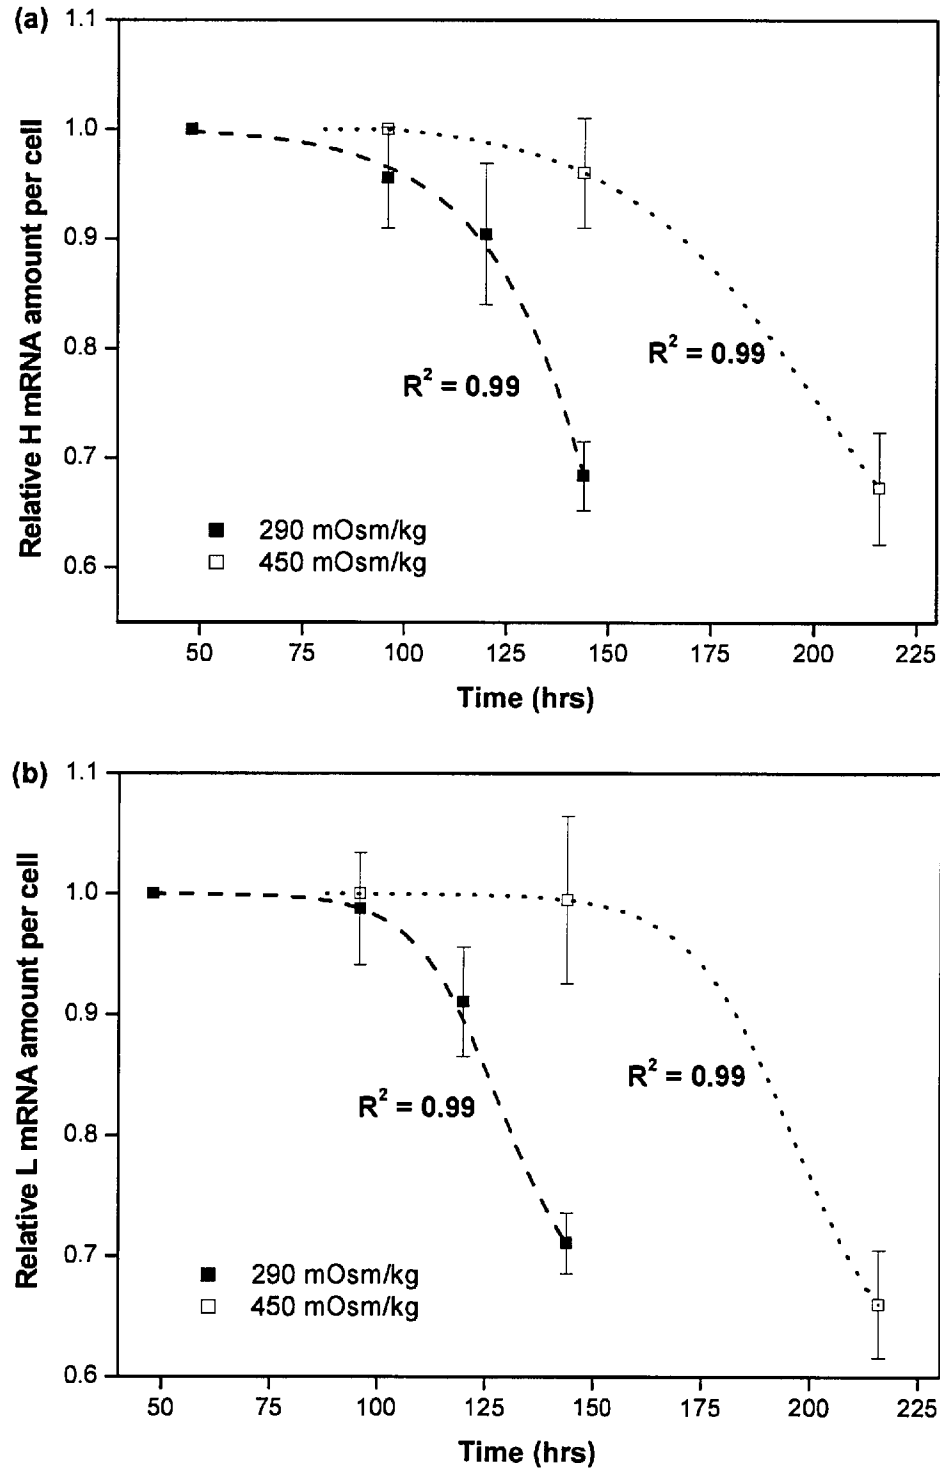 (a)
1.1
1.0
0.9
0.8
0.7
0.6
Relative H mRNA amount per cell
R² = 0.99
R² = 0.99
290 mOsm/kg
450 mOsm/kg
50 75 100 125 150 175 200 225
Time (hrs)
(b)
1.1
1.0
0.9
0.8
0.7
0.6
Relative L mRNA amount per cell
R² = 0.99
R² = 0.99
290 mOsm/kg
450 mOsm/kg
50 75 100 125 150 175 200 225
Time (hrs)